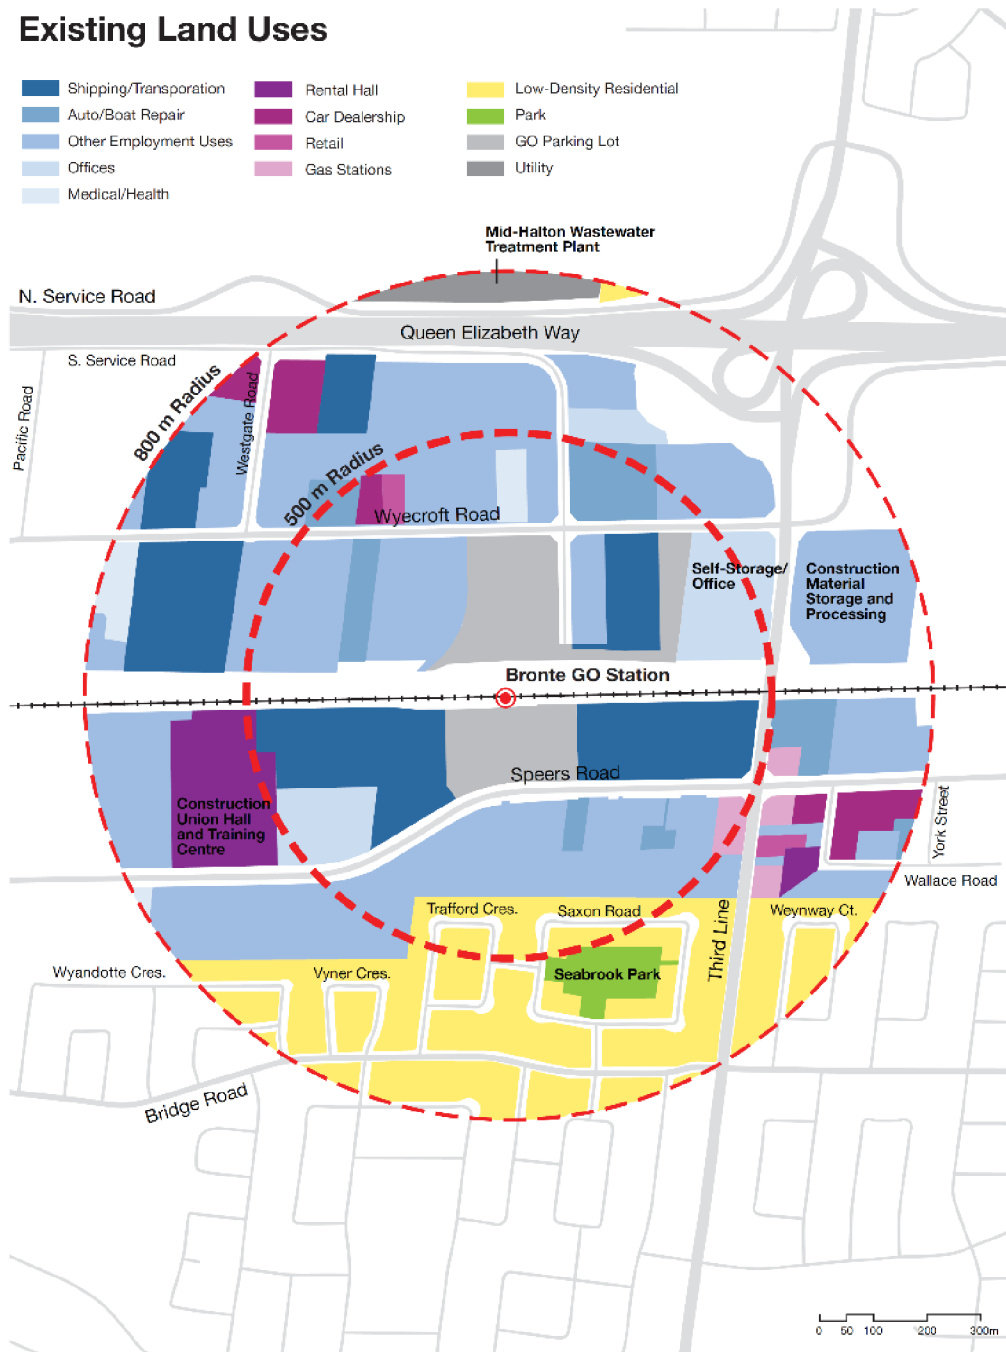 Existing Land Uses
Shipping/Transporation
Auto/Boat Repair
Other Employment Uses
Offices
Medical/Health
Rental Hall
Car Dealership
Retail
Gas Stations
Low-Density Residential
Park
GO Parking Lot
Utility
Mid-Halton Wastewater
Treatment Plant
N. Service Road
Queen Elizabeth Way
S. Service Road
800 m Radius
Pacific Road
Westgate Road
500 m Radius
Wyecroft Road
Self-Storage/
Office
Construction
Material
Storage and
Processing
Bronte GO Station
Speers Road
Construction
Union Hall
and Training
Centre
York Street
Wallace Road
Trafford Cres.
Saxon Road
Third Line
Weynway Ct.
Wyandotte Cres.
Vyner Cres.
Seabrook Park
Bridge Road
0 50 100 200 300m